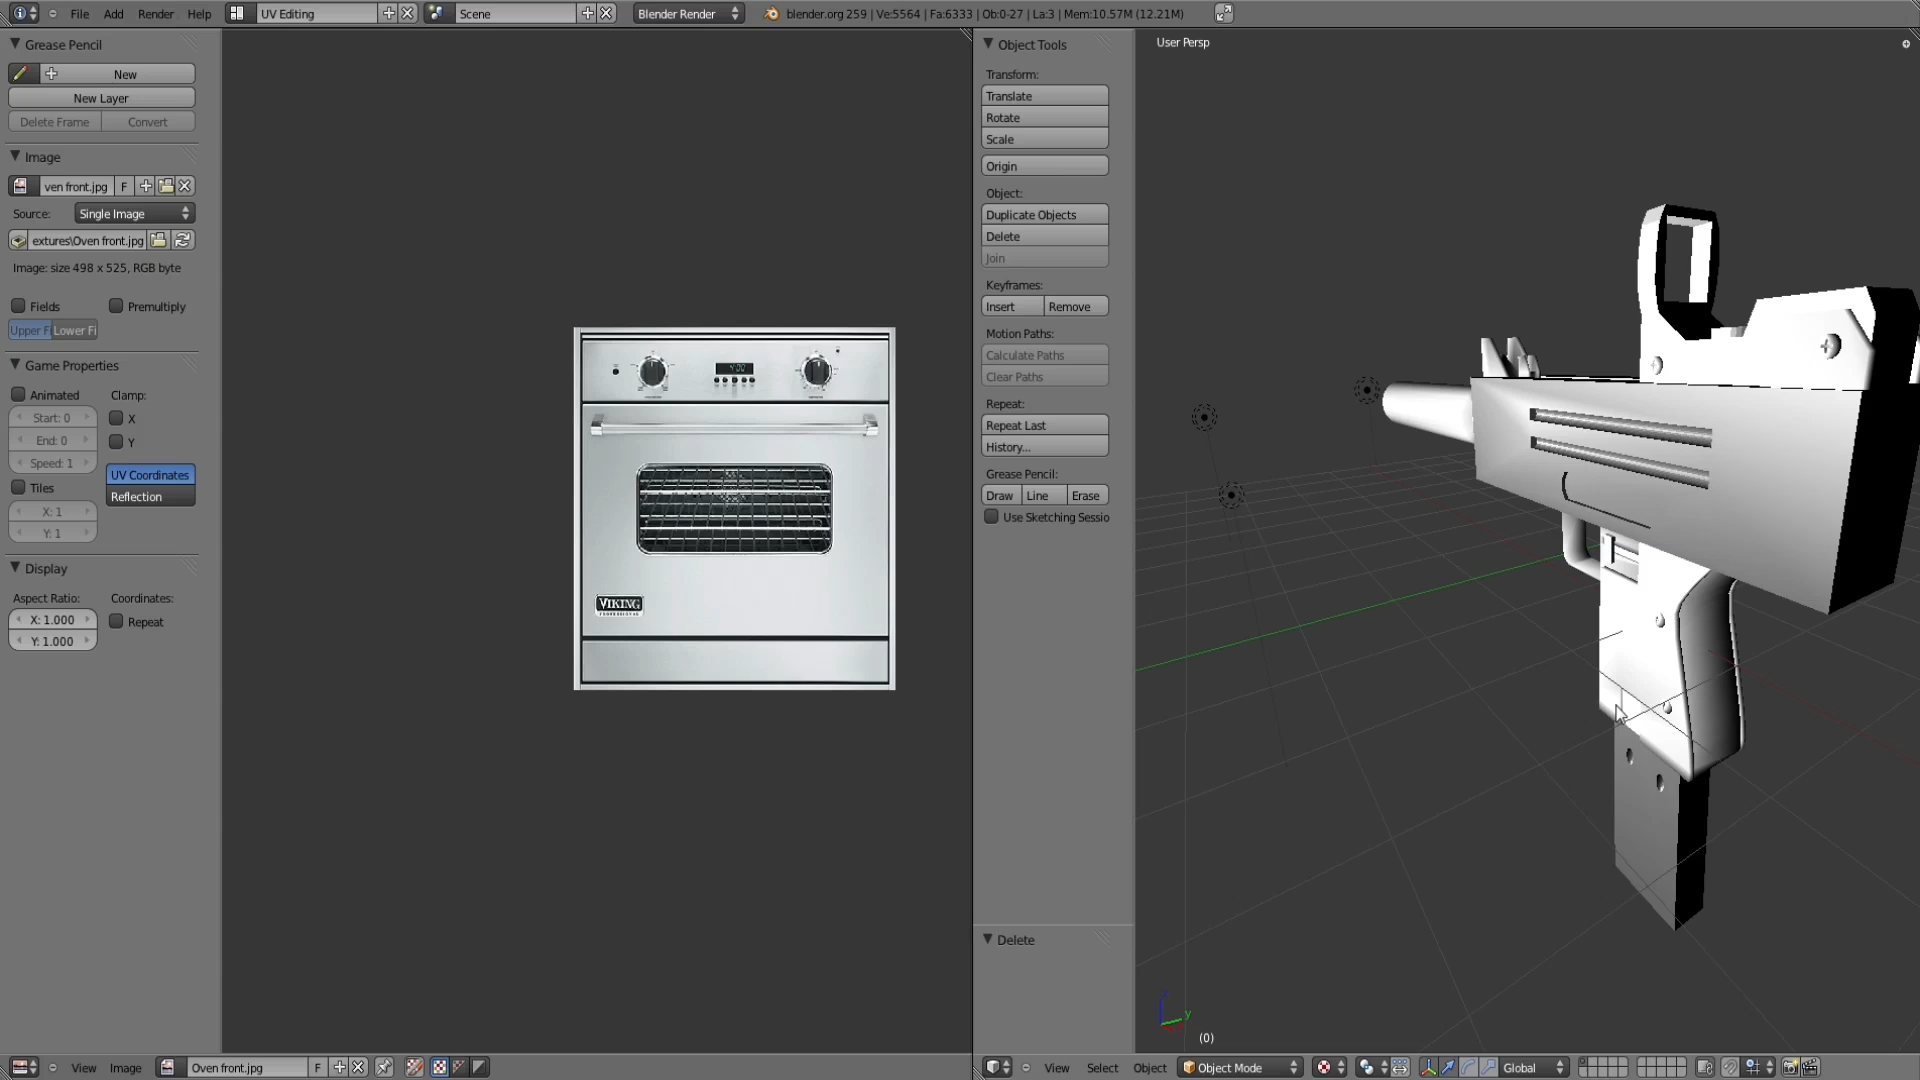 File Add Render Help UV Editing Scene Blender Render blender.org 259 | Ve:5564 | Fa:6333 | Ob:0-27 | La:3 | Mem:10.57M (12.21M)
Grease Pencil
New
New Layer
Delete Frame Convert
Image
ven front.jpg F
Source: Single Image
extures\Oven front.jpg
Image: size 498 x 525, RGB byte
Fields Premultiply
Upper Fi Lower Fi
Game Properties
Animated Clamp:
Start: 0 X
End: 0 Y
Speed: 1 UV Coordinates
Tiles Reflection
X: 1
Y: 1
Display
Aspect Ratio: Coordinates:
X: 1.000 Repeat
Y: 1.000
4:00
VIKING
PROFESSIONAL
View Image Oven front.jpg F
Object Tools
Transform:
Translate
Rotate
Scale
Origin
Object:
Duplicate Objects
Delete
Join
Keyframes:
Insert Remove
Motion Paths:
Calculate Paths
Clear Paths
Repeat:
Repeat Last
History...
Grease Pencil:
Draw Line Erase
Use Sketching Sessio
Delete
User Persp
y
(0)
View Select Object Object Mode Global